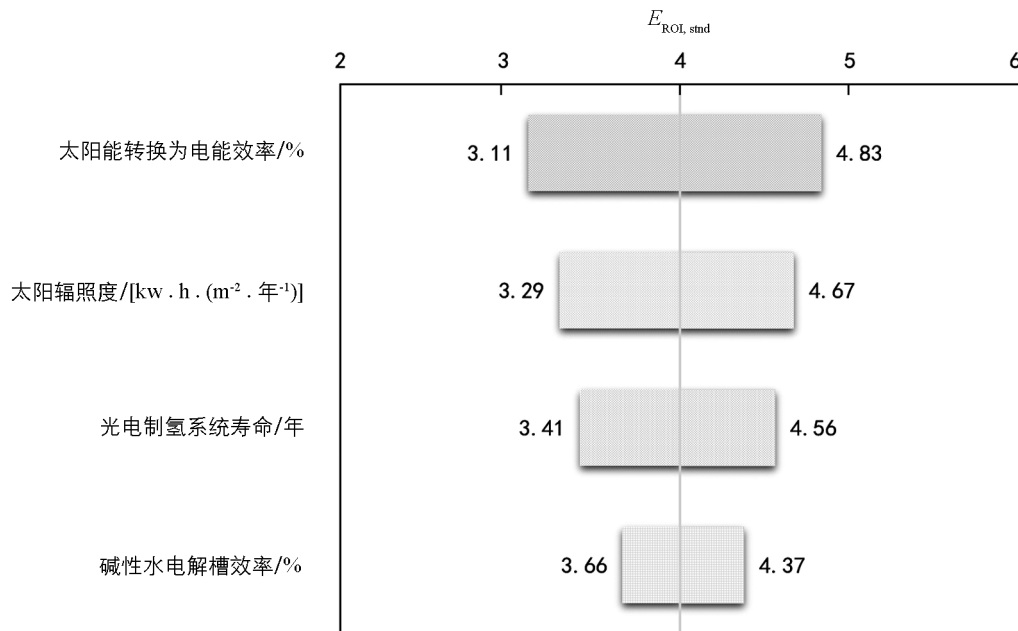 E ROI, stnd
2 3 4 5 6
太阳能转换为电能效率/% 3.11 4.83
太阳辐照度/[kw·h·(m⁻²·年⁻¹)] 3.29 4.67
光电制氢系统寿命/年 3.41 4.56
碱性水电解槽效率/% 3.66 4.37